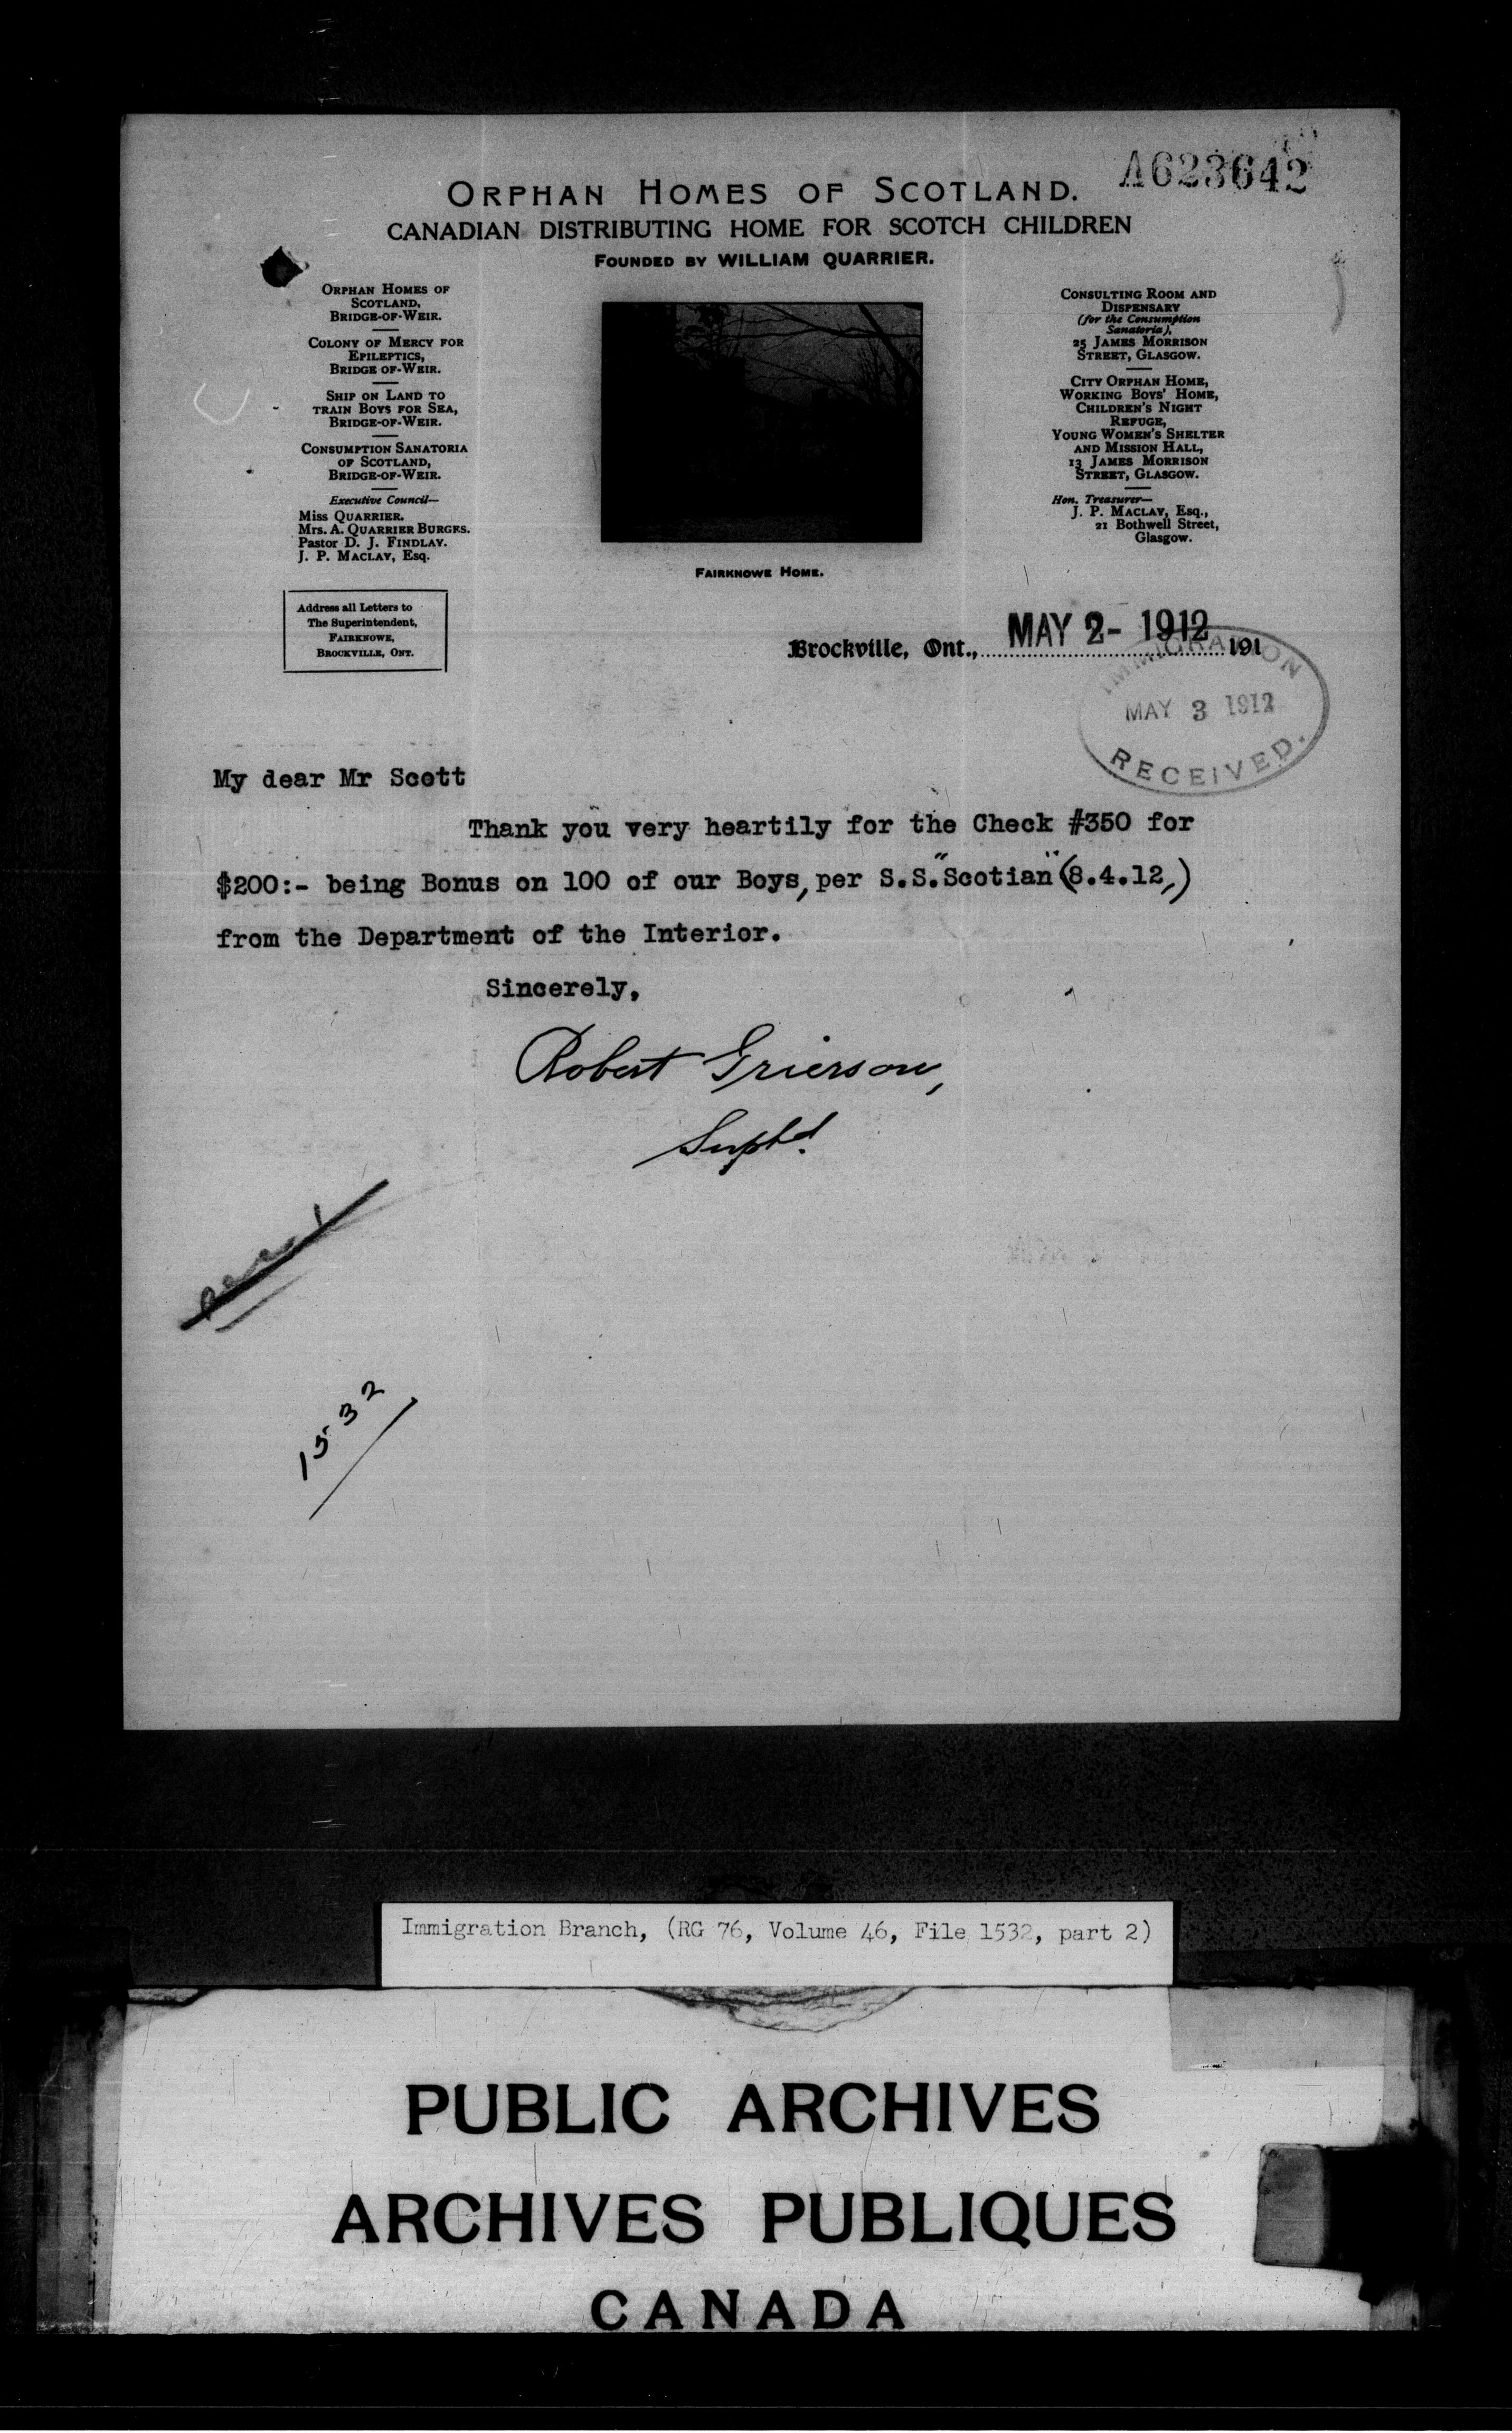 A623642
ORPHAN HOMES OF SCOTLAND.
CANADIAN DISTRIBUTING HOME FOR SCOTCH CHILDREN
FOUNDED BY WILLIAM QUARRIER.
ORPHAN HOMES OF
SCOTLAND,
BRIDGE-OF-WEIR.
COLONY OF MERCY FOR
EPILEPTICS,
BRIDGE-OF-WEIR.
SHIP ON LAND TO
TRAIN BOYS FOR SEA,
BRIDGE-OF-WEIR.
CONSUMPTION SANATORIA
OF SCOTLAND,
BRIDGE-OF-WEIR.
Executive Council—
Miss QUARRIER.
Mrs. A. QUARRIER BURGES.
Pastor D. J. FINDLAY.
J. P. MACLAY, Esq.
Address all Letters to
The Superintendent,
FAIRKNOWE,
BROCKVILLE, ONT.
FAIRKNOWE HOME.
CONSULTING ROOM AND
DISPENSARY
(for the Consumption
Sanatoria),
25 JAMES MORRISON
STREET, GLASGOW.
CITY ORPHAN HOME,
WORKING BOYS' HOME,
CHILDREN'S NIGHT
REFUGE,
YOUNG WOMEN'S SHELTER
AND MISSION HALL,
13 JAMES MORRISON
STREET, GLASGOW.
Hon. Treasurer—
J. P. MACLAY, Esq.,
21 Bothwell Street,
Glasgow.
Brockville, Ont., MAY 2- 1912 191
IMMIGRATION
MAY 3 1912
RECEIVED.
My dear Mr Scott
Thank you very heartily for the Check #350 for
$200:- being Bonus on 100 of our Boys, per S.S. "Scotian" (8.4.12,)
from the Department of the Interior.
Sincerely,
Robert Grierson,
Suptd.
1532
Immigration Branch, (RG 76, Volume 46, File 1532, part 2)
PUBLIC ARCHIVES
ARCHIVES PUBLIQUES
CANADA